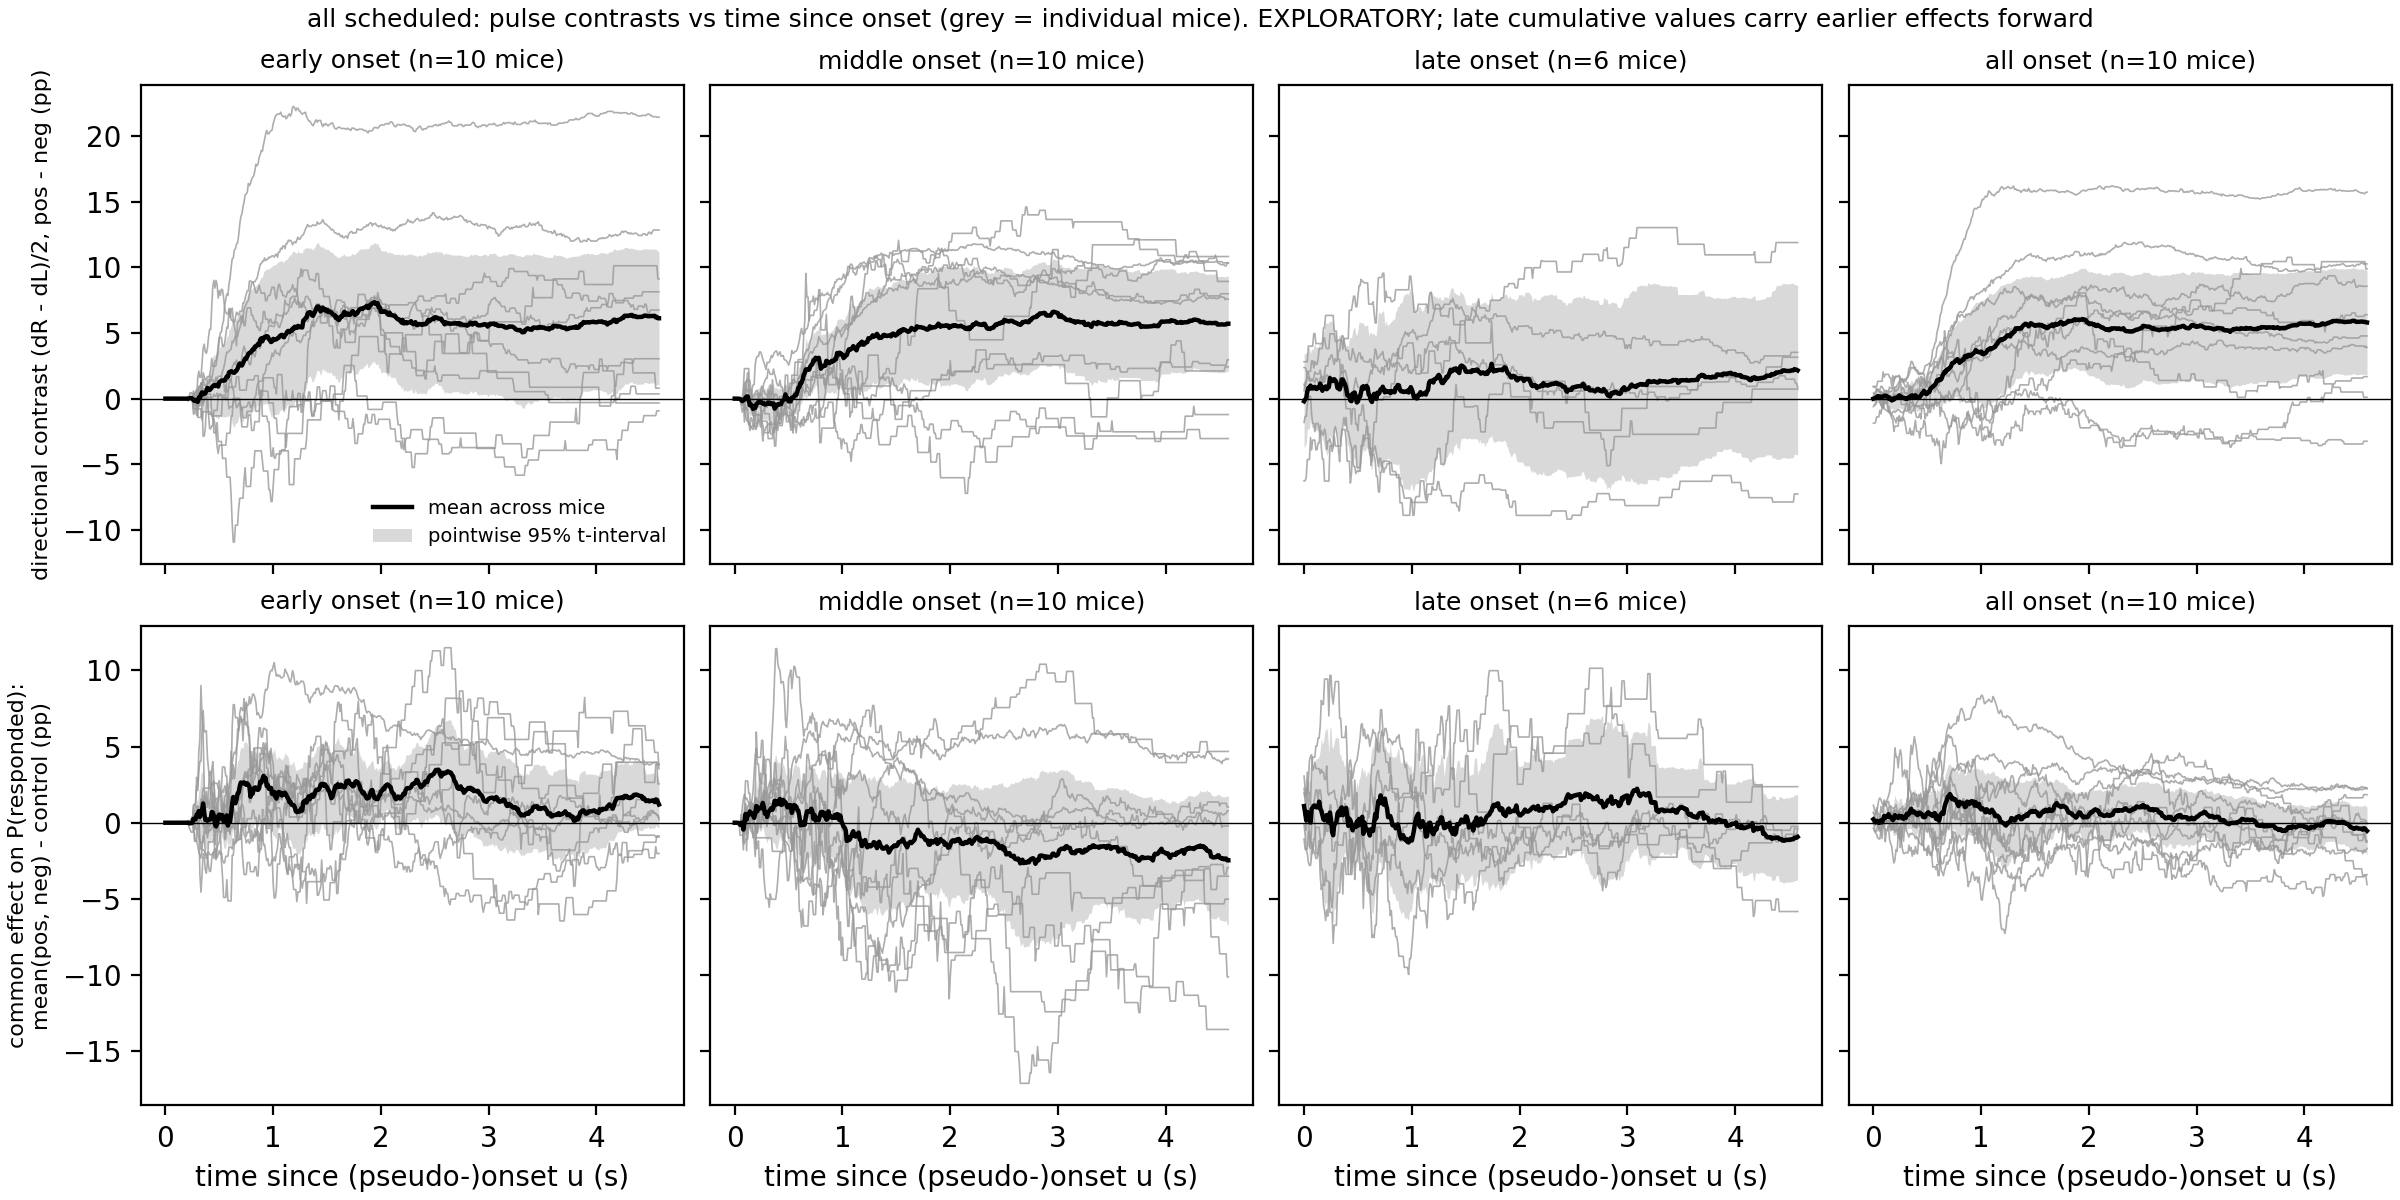 all scheduled: pulse contrasts vs time since onset (grey = individual mice). EXPLORATORY; late cumulative values carry earlier effects forward
early onset (n=10 mice)
middle onset (n=10 mice)
late onset (n=6 mice)
all onset (n=10 mice)
directional contrast (dR - dL)/2, pos - neg (pp)
20
15
10
5
0
−5
−10
mean across mice
pointwise 95% t-interval
early onset (n=10 mice)
middle onset (n=10 mice)
late onset (n=6 mice)
all onset (n=10 mice)
common effect on P(responded):
mean(pos, neg) - control (pp)
10
5
0
−5
−10
−15
0 1 2 3 4
0 1 2 3 4
0 1 2 3 4
0 1 2 3 4
time since (pseudo-)onset u (s)
time since (pseudo-)onset u (s)
time since (pseudo-)onset u (s)
time since (pseudo-)onset u (s)